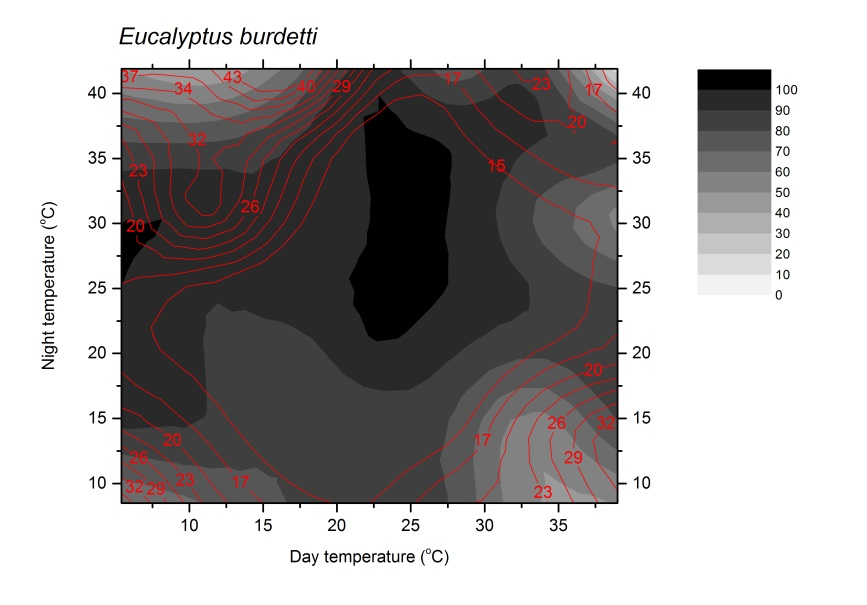 Eucalyptus burdetti
37 43 17 23
40 34 40 29 17 40 100
20 90
32 80
35 23 15 35 70
60
26 50
30 20 30 40
30
20
25 25 10
0
20 20
20
15 26 32 15
20 17
26 29
10 32 29 23 17 23 10
10 15 20 25 30 35
Day temperature (°C)
Night temperature (°C)